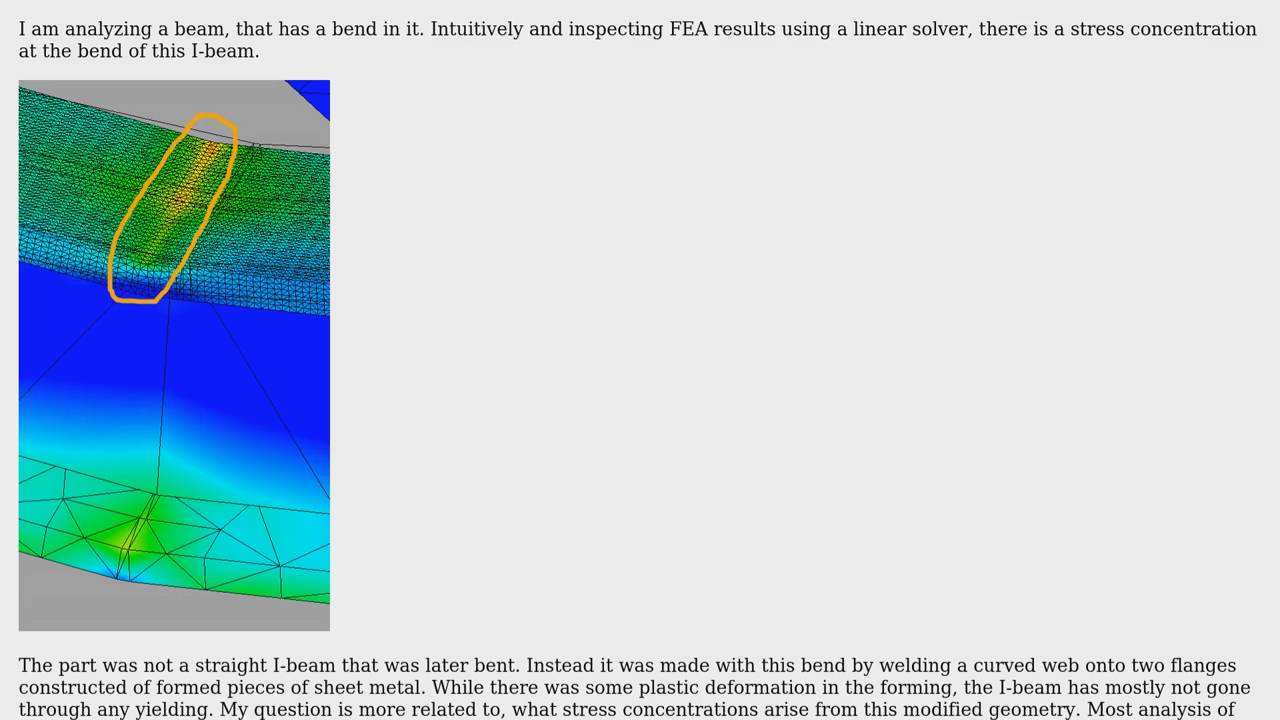 I am analyzing a beam, that has a bend in it. Intuitively and inspecting FEA results using a linear solver, there is a stress concentration
at the bend of this I-beam.
The part was not a straight I-beam that was later bent. Instead it was made with this bend by welding a curved web onto two flanges
constructed of formed pieces of sheet metal. While there was some plastic deformation in the forming, the I-beam has mostly not gone
through any yielding. My question is more related to, what stress concentrations arise from this modified geometry. Most analysis of